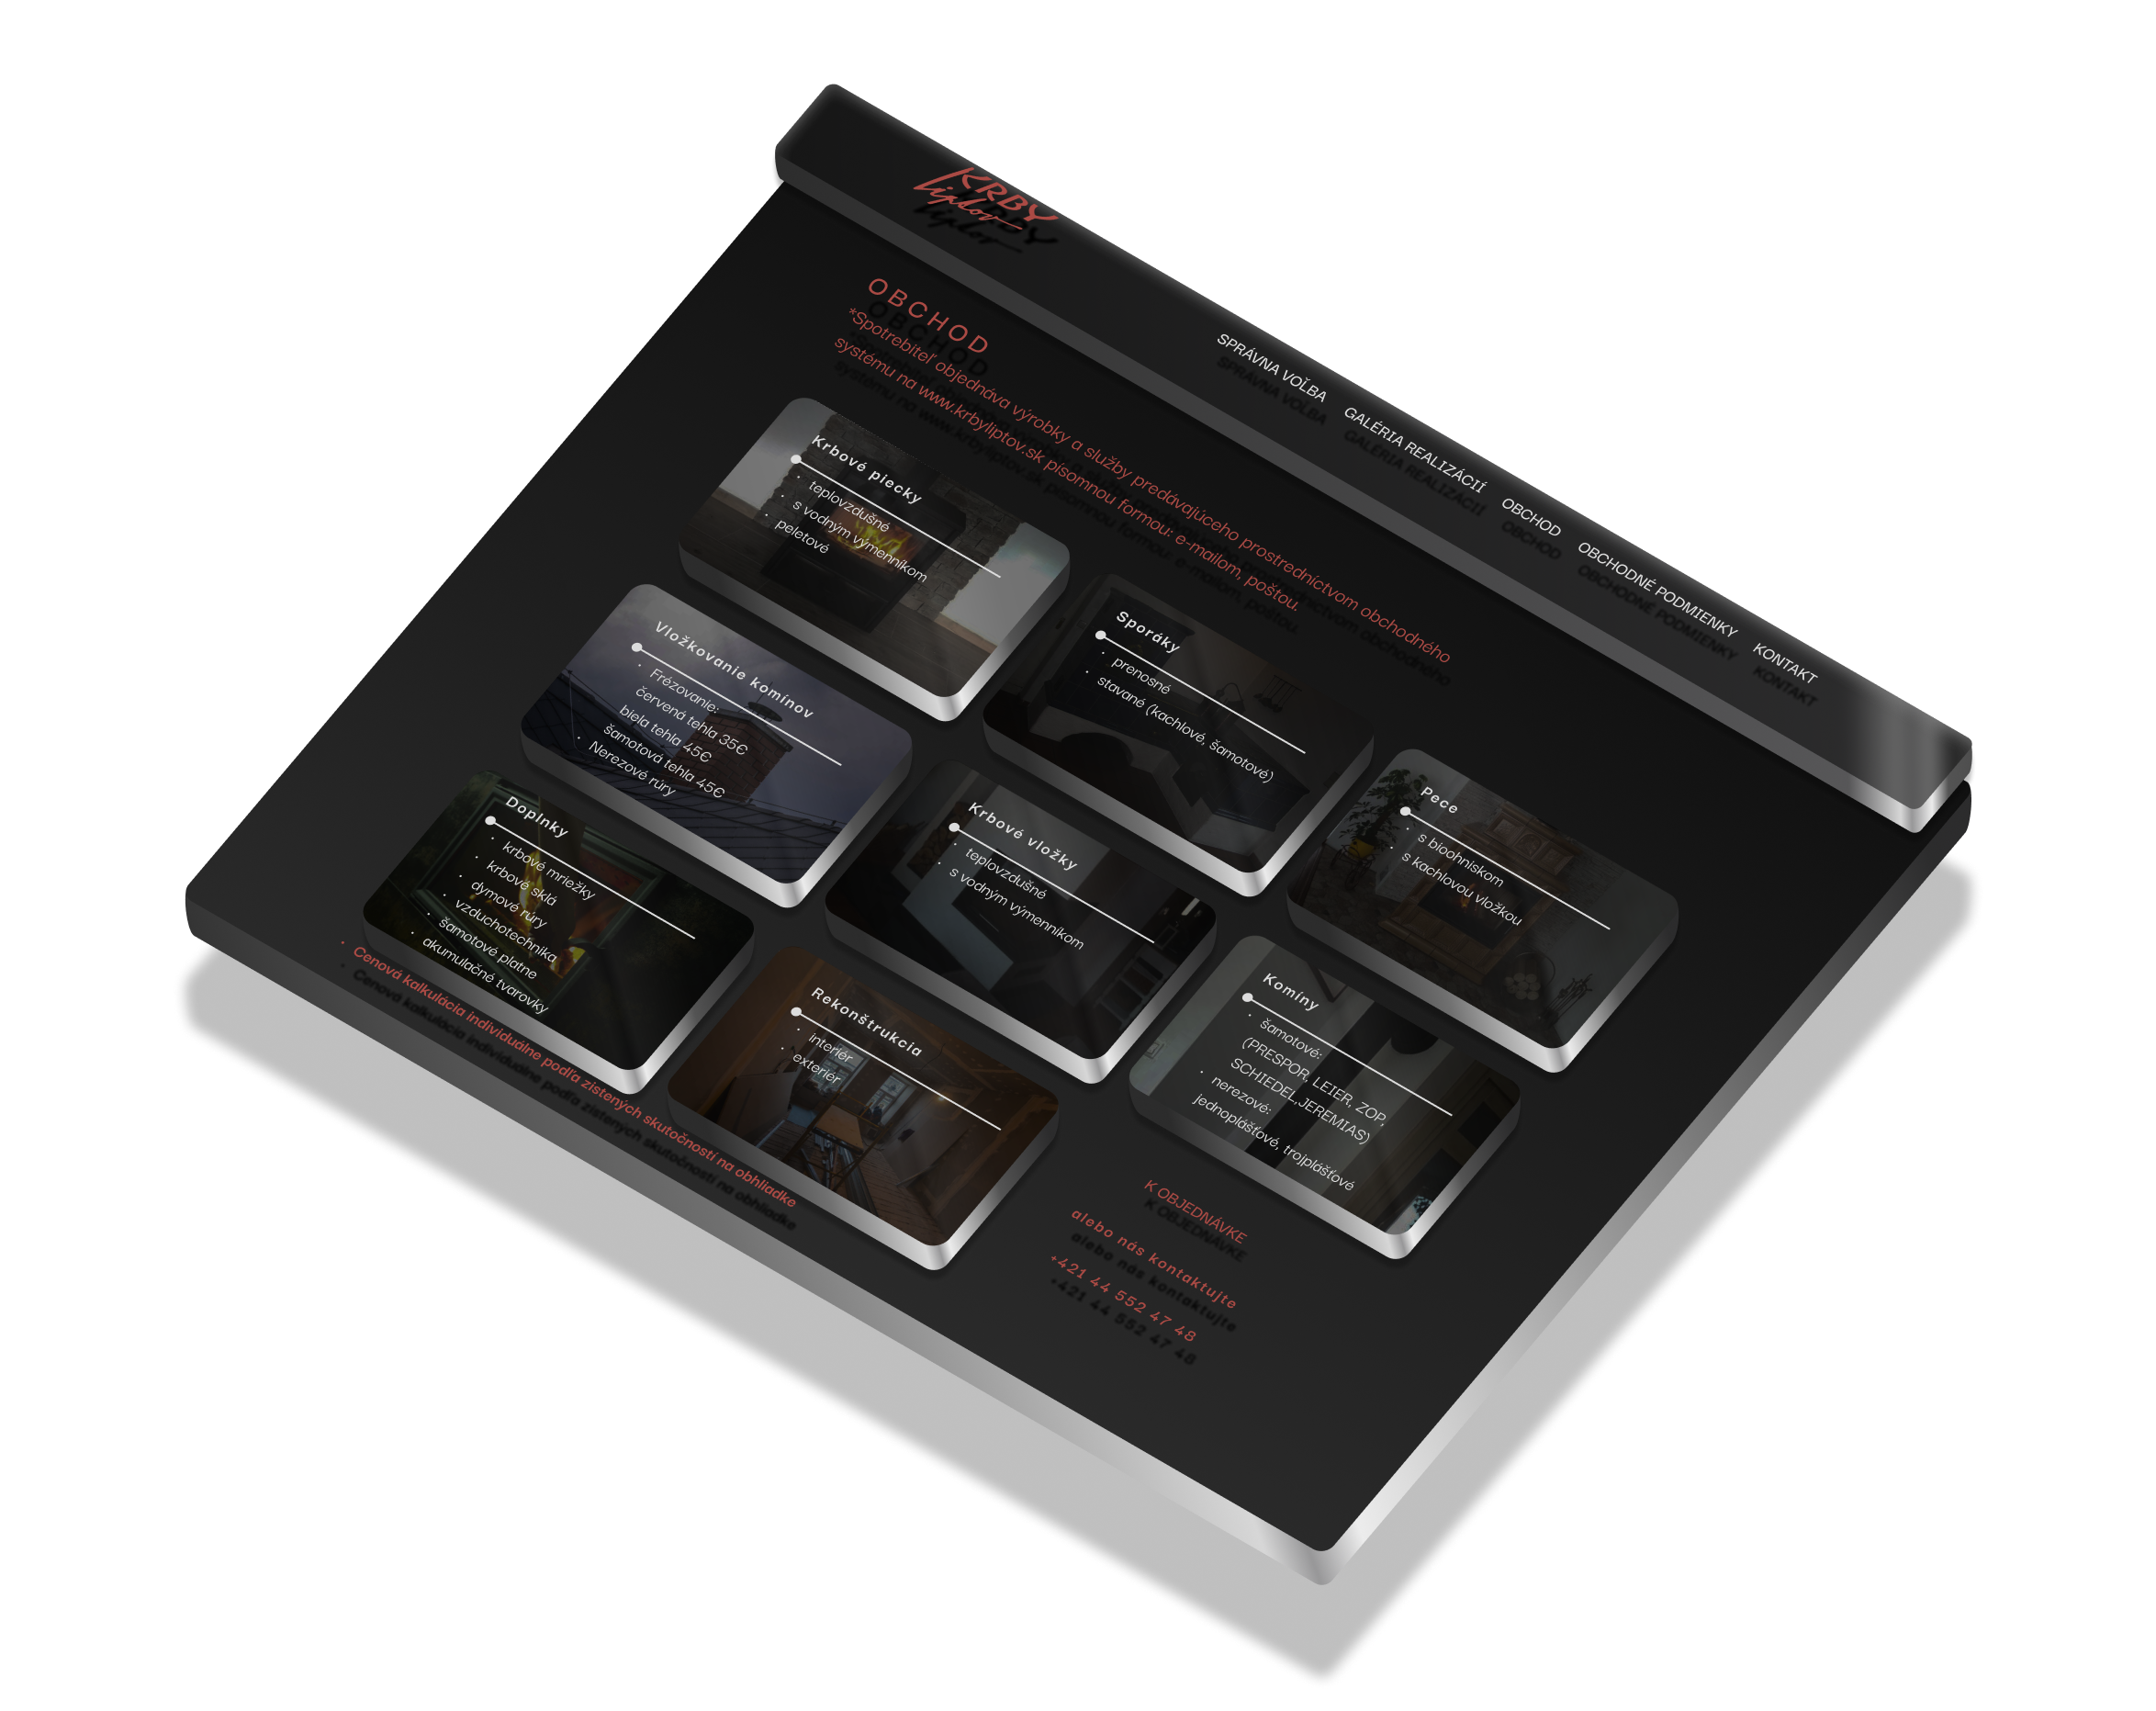 KRBY
liptov
SPRÁVNA VOĽBA
GALÉRIA REALIZÁCIÍ
OBCHOD
OBCHODNÉ PODMIENKY
KONTAKT
OBCHOD
*Spotrebiteľ objednáva výrobky a služby predávajúceho prostredníctvom obchodného
systému na www.krbyliptov.sk písomnou formou: e-mailom, poštou.
Krbové piecky
• teplovzdušné
• s vodným výmenníkom
• peletové
Sporáky
• prenosné
• stavané (kachlové, šamotové)
Pece
• s bioohniskom
• s kachlovou vložkou
Vložkovanie komínov
• Frézovanie:
červená tehla 35€
biela tehla 45€
šamotová tehla 45€
• Nerezové rúry
Krbové vložky
• teplovzdušné
• s vodným výmenníkom
Komíny
• šamotové:
(PRESPOR, LEIER, ZOP,
SCHIEDEL,JEREMIAS)
• nerezové:
jednoplášťové, trojplášťové
Doplnky
• krbové mriežky
• krbové sklá
• dymové rúry
• vzduchotechnika
• šamotové platne
• akumulačné tvarovky
Rekonštrukcia
• interiér
• exteriér
• Cenová kalkulácia individuálne podľa zistených skutočností na obhliadke
K OBJEDNÁVKE
alebo nás kontaktujte
+421 44 552 47 48